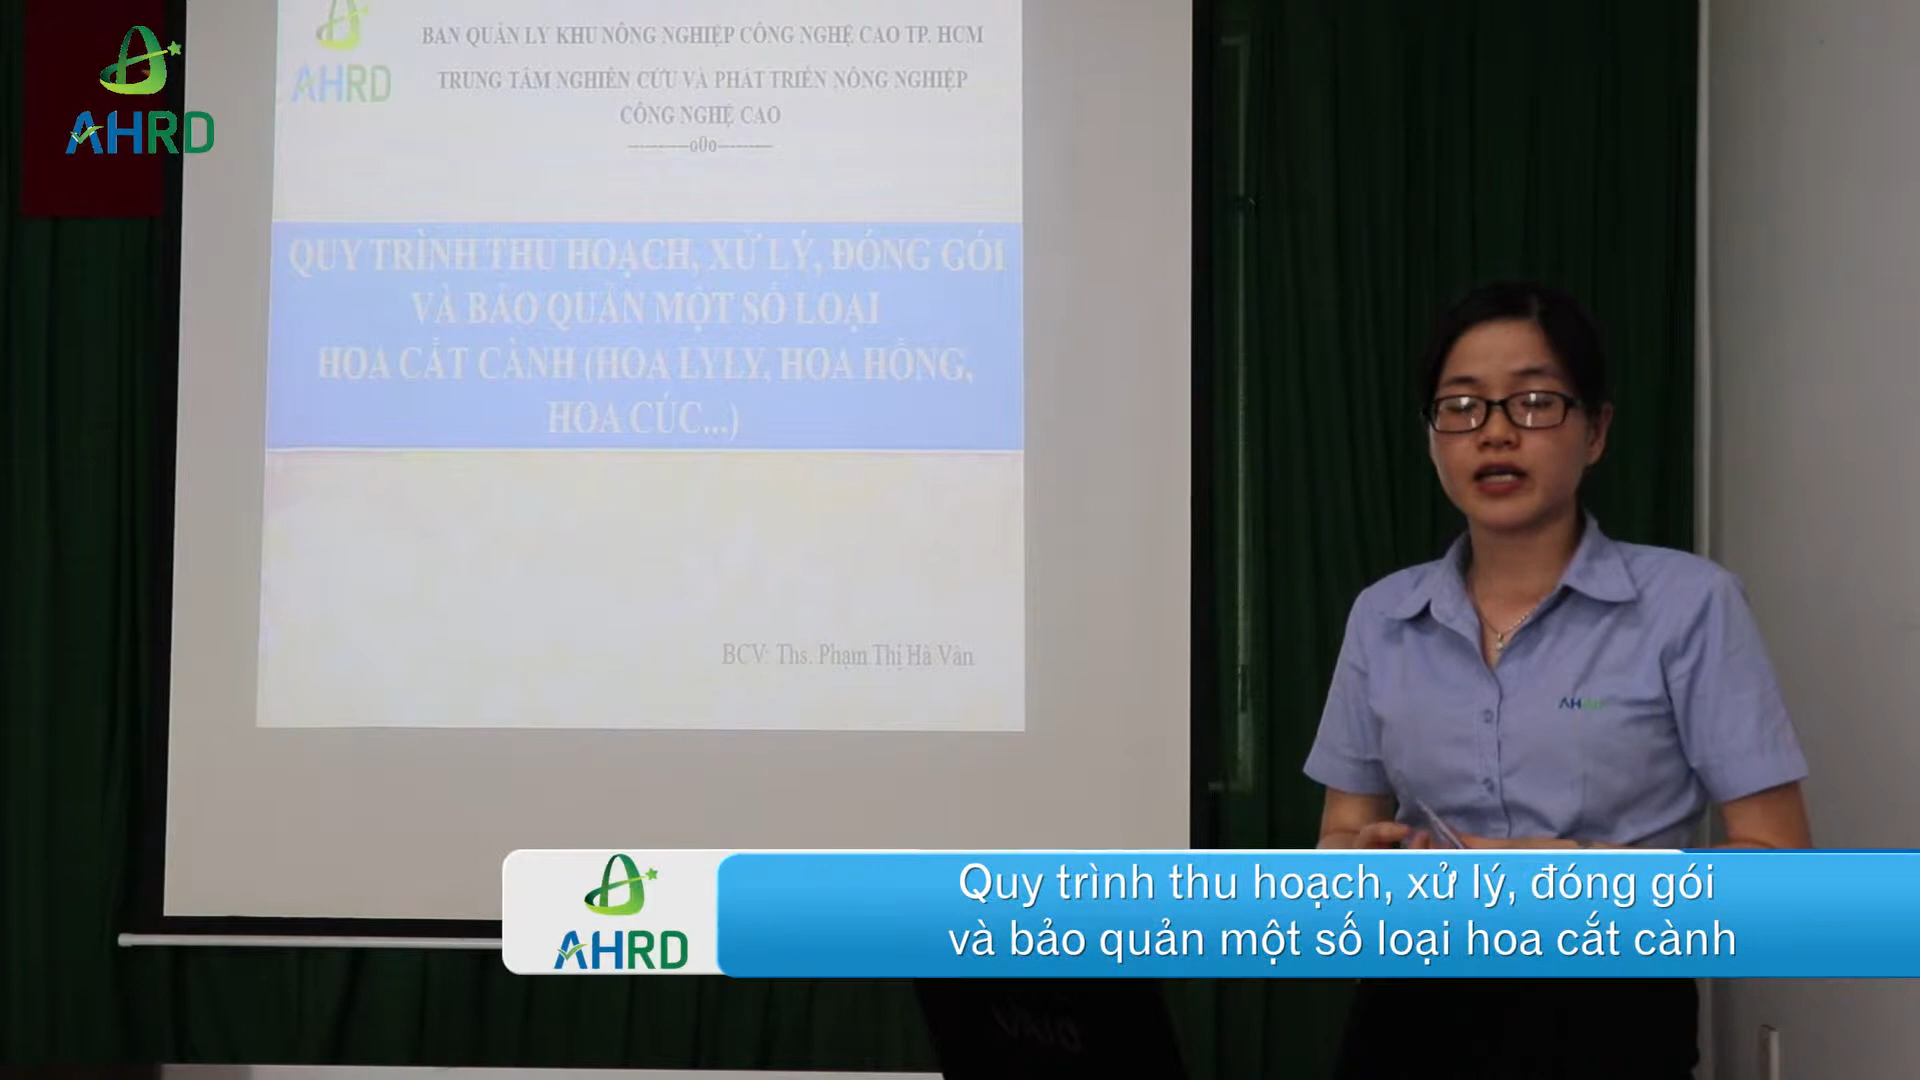 AHRD
AHRD
BAN QUẢN LÝ KHU NÔNG NGHIỆP CÔNG NGHỆ CAO TP. HCM
TRUNG TÂM NGHIÊN CỨU VÀ PHÁT TRIỂN NÔNG NGHIỆP
CÔNG NGHỆ CAO
----------o0o---------
QUY TRÌNH THU HOẠCH, XỬ LÝ, ĐÓNG GÓI
VÀ BẢO QUẢN MỘT SỐ LOẠI
HOA CẮT CÀNH (HOA LYLY, HOA HỒNG,
HOA CÚC...)
BCV: Ths. Phạm Thị Hà Vân
AHRD
Quy trình thu hoạch, xử lý, đóng gói
và bảo quản một số loại hoa cắt cành
AHRD
VAIO